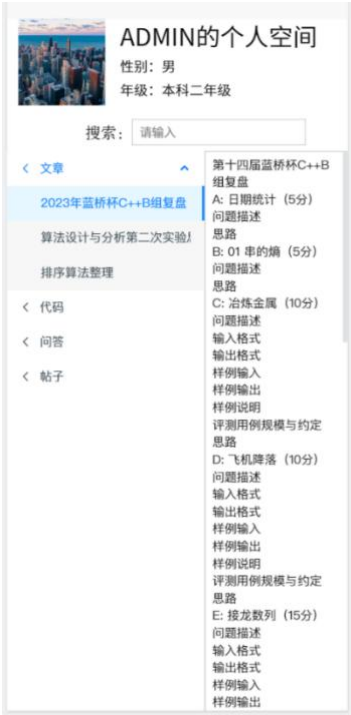 ADMIN的个人空间
性别：男
年级：本科二年级
搜索：
请输入
文章
2023年蓝桥杯C++B组复盘
算法设计与分析第二次实验
排序算法整理
代码
问答
帖子
第十四届蓝桥杯C++B
组复盘
A: 日期统计（5分）
问题描述
思路
B: 01 串的熵（5分）
问题描述
思路
C: 冶炼金属（10分）
问题描述
输入格式
输出格式
样例输入
样例输出
样例说明
评测用例规模与约定
思路
D: 飞机降落（10分）
问题描述
输入格式
输出格式
样例输入
样例输出
样例说明
评测用例规模与约定
思路
E: 接龙数列（15分）
问题描述
输入格式
输出格式
样例输入
样例输出